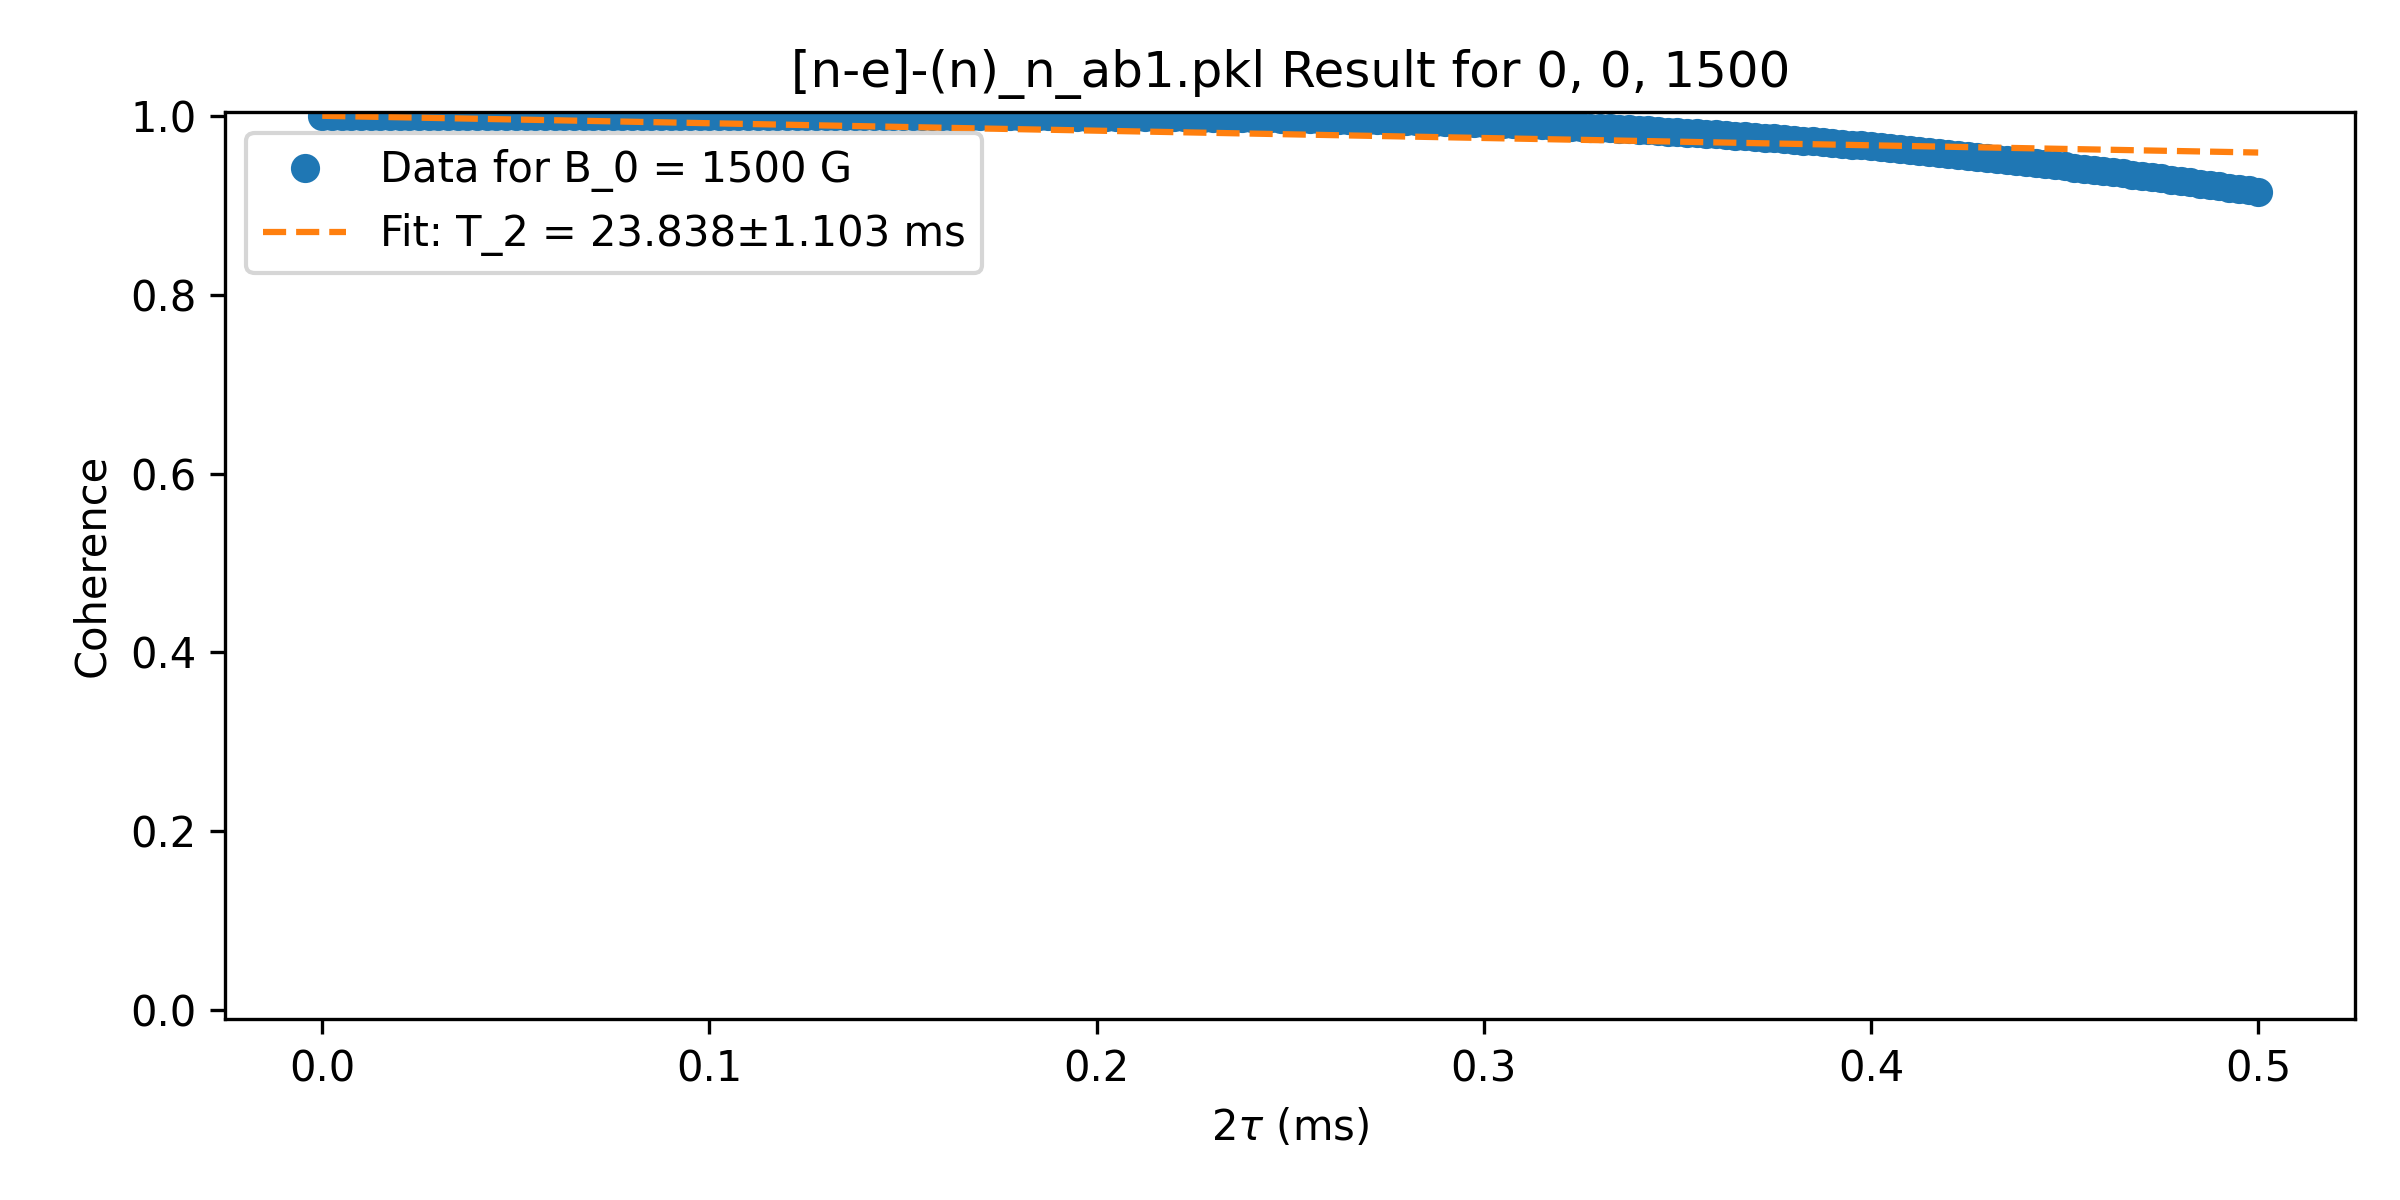 [n-e]-(n)_n_ab1.pkl Result for 0, 0, 1500
Data for B_0 = 1500 G
Fit: T_2 = 23.838±1.103 ms
Coherence
1.0
0.8
0.6
0.4
0.2
0.0
0.0 0.1 0.2 0.3 0.4 0.5
2τ (ms)